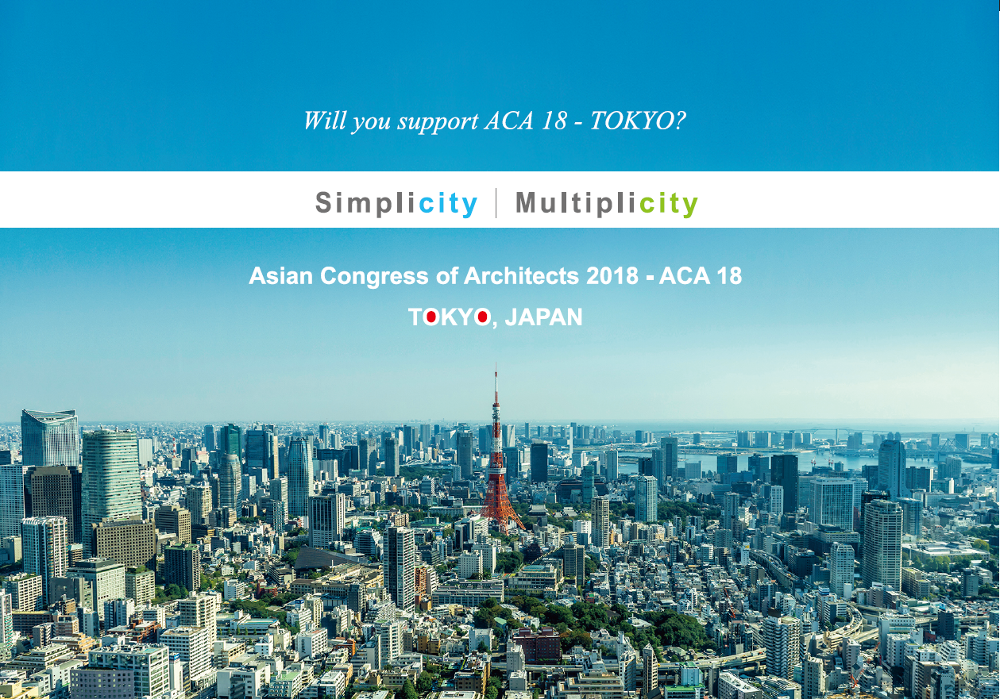 Will you support ACA 18 - TOKYO?
Simplicity | Multiplicity
Asian Congress of Architects 2018 - ACA 18
TOKYO, JAPAN